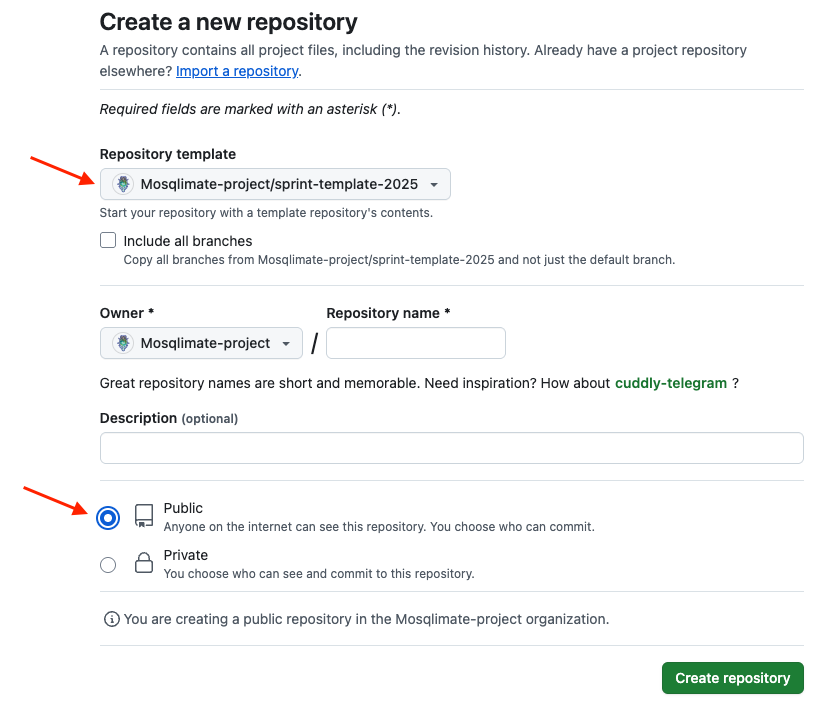 Create a new repository
A repository contains all project files, including the revision history. Already have a project repository
elsewhere? Import a repository.
Required fields are marked with an asterisk (*).
Repository template
Mosqlimate-project/sprint-template-2025
Start your repository with a template repository's contents.
Include all branches
Copy all branches from Mosqlimate-project/sprint-template-2025 and not just the default branch.
Owner * Repository name *
Mosqlimate-project /
Great repository names are short and memorable. Need inspiration? How about cuddly-telegram ?
Description (optional)
Public
Anyone on the internet can see this repository. You choose who can commit.
Private
You choose who can see and commit to this repository.
You are creating a public repository in the Mosqlimate-project organization.
Create repository